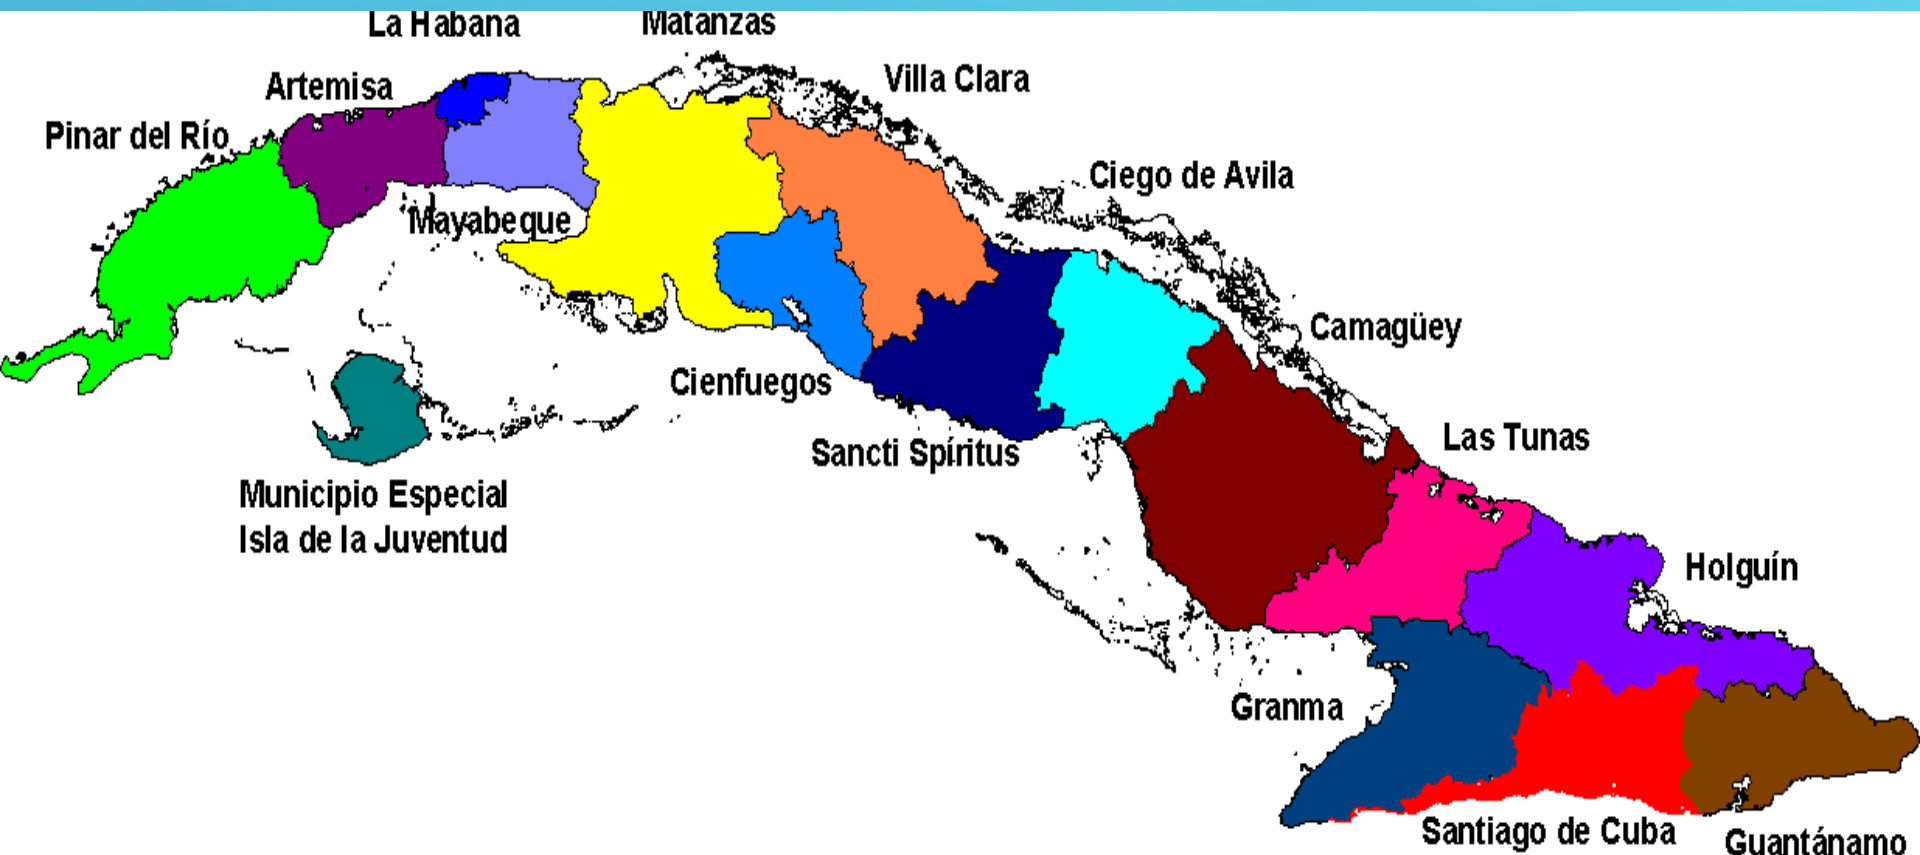 La Habana
Matanzas
Artemisa
Villa Clara
Pinar del Río
Ciego de Avila
Mayabeque
Camagüey
Cienfuegos
Las Tunas
Sancti Spíritus
Municipio Especial
Isla de la Juventud
Holguín
Granma
Santiago de Cuba
Guantánamo